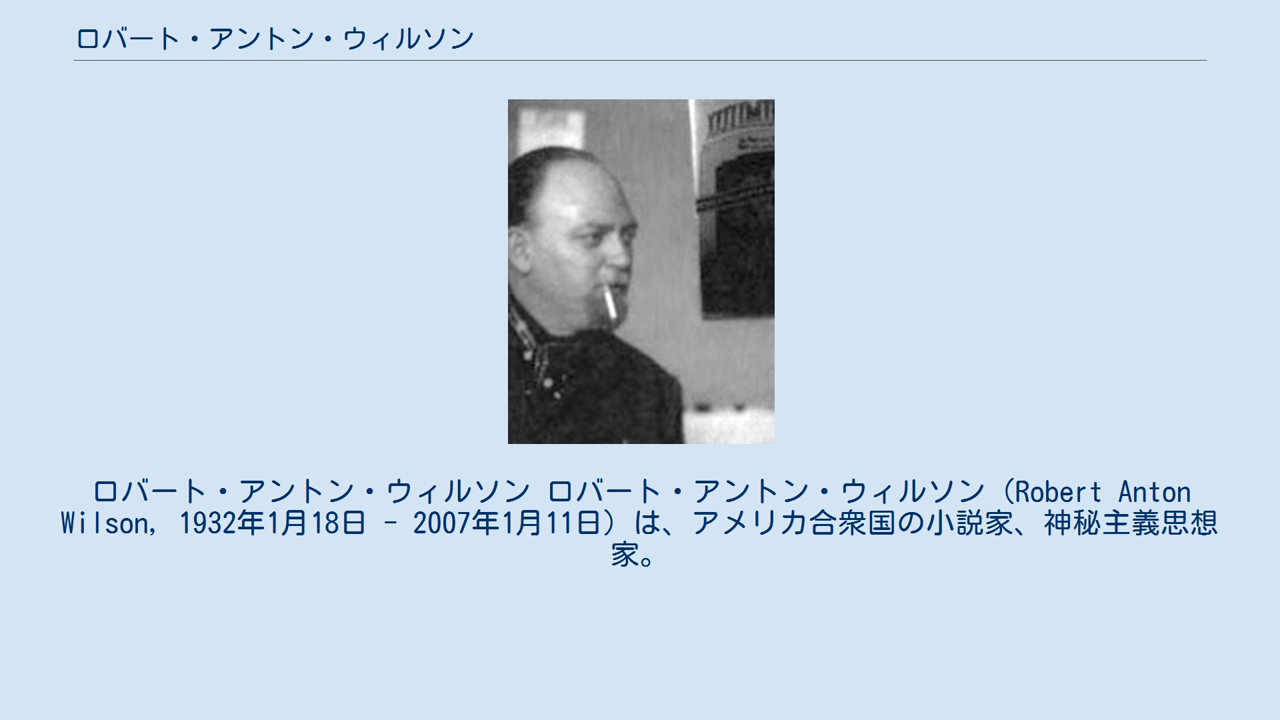 ロバート・アントン・ウィルソン
ロバート・アントン・ウィルソン ロバート・アントン・ウィルソン（Robert Anton
Wilson, 1932年1月18日 - 2007年1月11日）は、アメリカ合衆国の小説家、神秘主義思想
家。